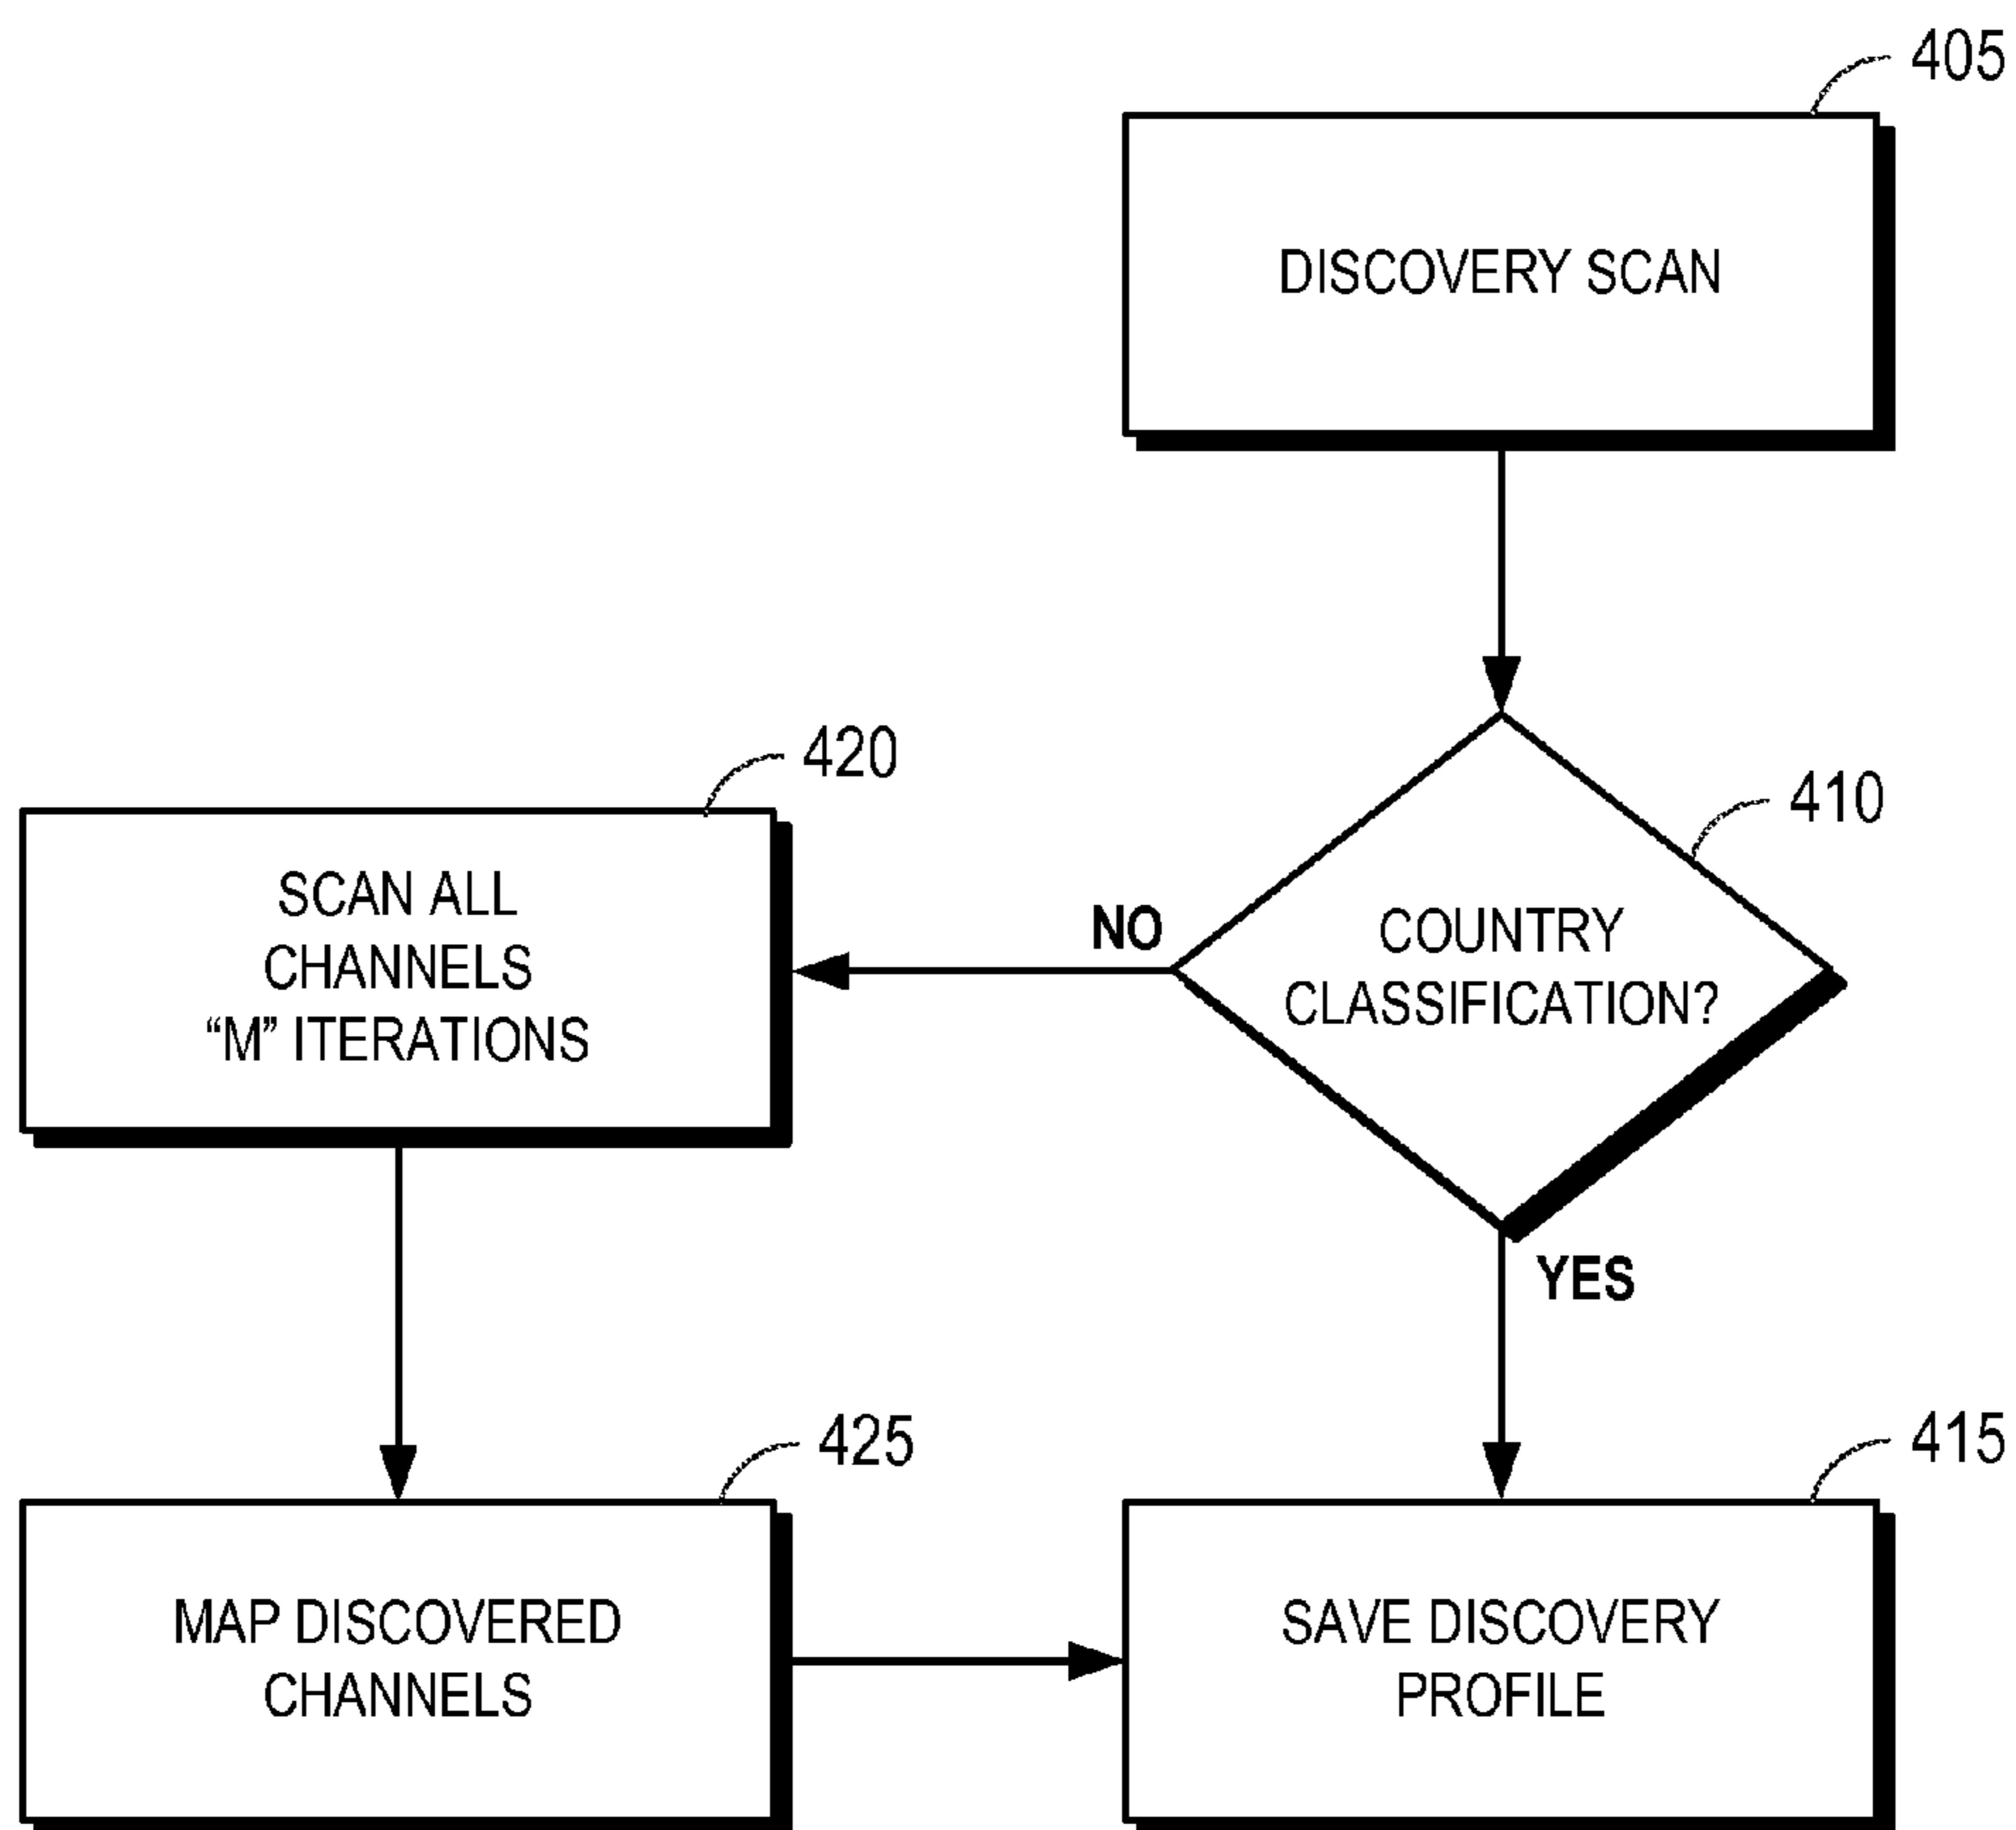 405
DISCOVERY SCAN
410
COUNTRY
CLASSIFICATION?
NO
YES
420
SCAN ALL
CHANNELS
“M” ITERATIONS
425
MAP DISCOVERED
CHANNELS
415
SAVE DISCOVERY
PROFILE